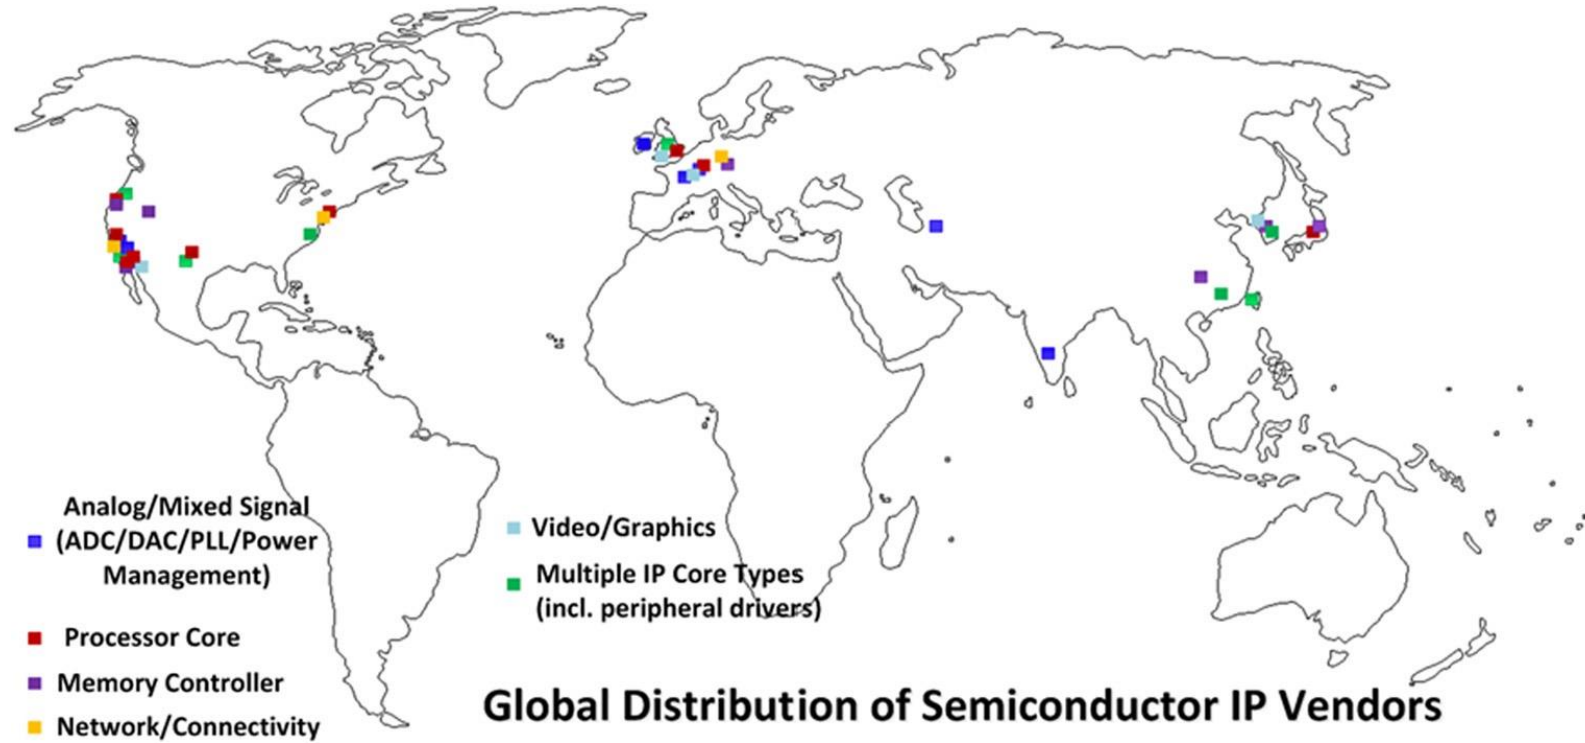 Analog/Mixed Signal
(ADC/DAC/PLL/Power
Management)
Processor Core
Memory Controller
Network/Connectivity
Video/Graphics
Multiple IP Core Types
(incl. peripheral drivers)
Global Distribution of Semiconductor IP Vendors